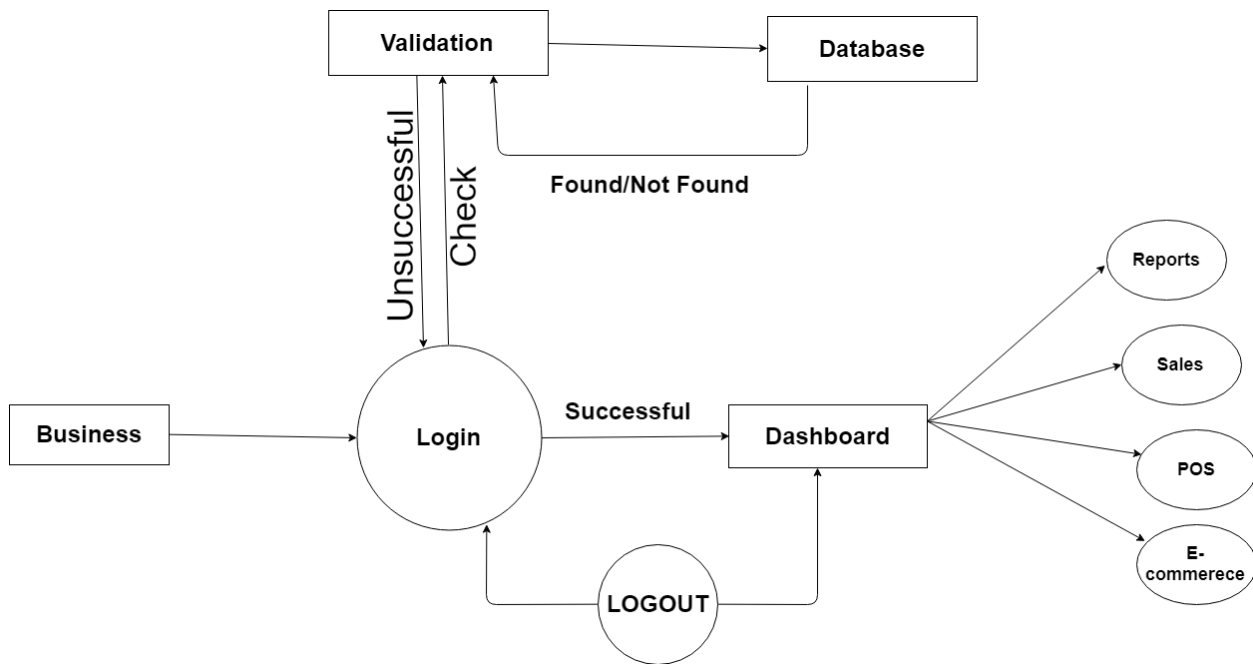 Validation
Database
Unsuccessful
Check
Found/Not Found
Reports
Sales
Business
Login
Successful
Dashboard
POS
E-
commerece
LOGOUT